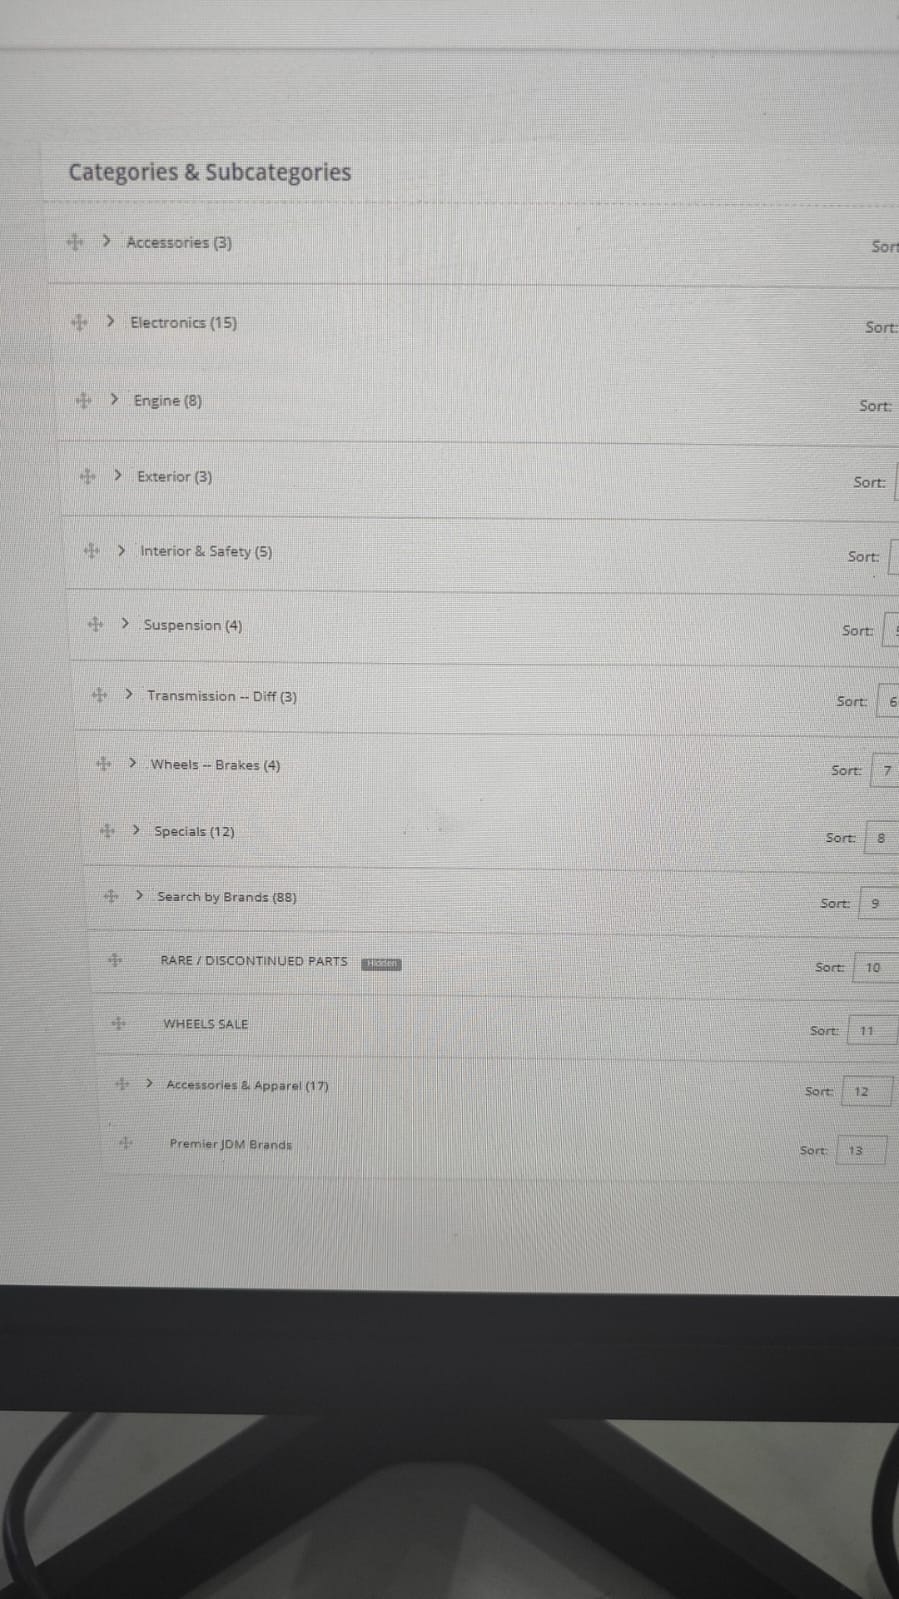 Categories & Subcategories
Accessories (3) Sort
Electronics (15) Sort:
Engine (8) Sort:
Exterior (3) Sort:
Interior & Safety (5) Sort:
Suspension (4) Sort:
Transmission -- Diff (3) Sort: 6
Wheels -- Brakes (4) Sort: 7
Specials (12) Sort: 8
Search by Brands (88) Sort: 9
RARE / DISCONTINUED PARTS Hidden Sort: 10
WHEELS SALE Sort: 11
Accessories & Apparel (17) Sort: 12
Premier JDM Brands Sort: 13